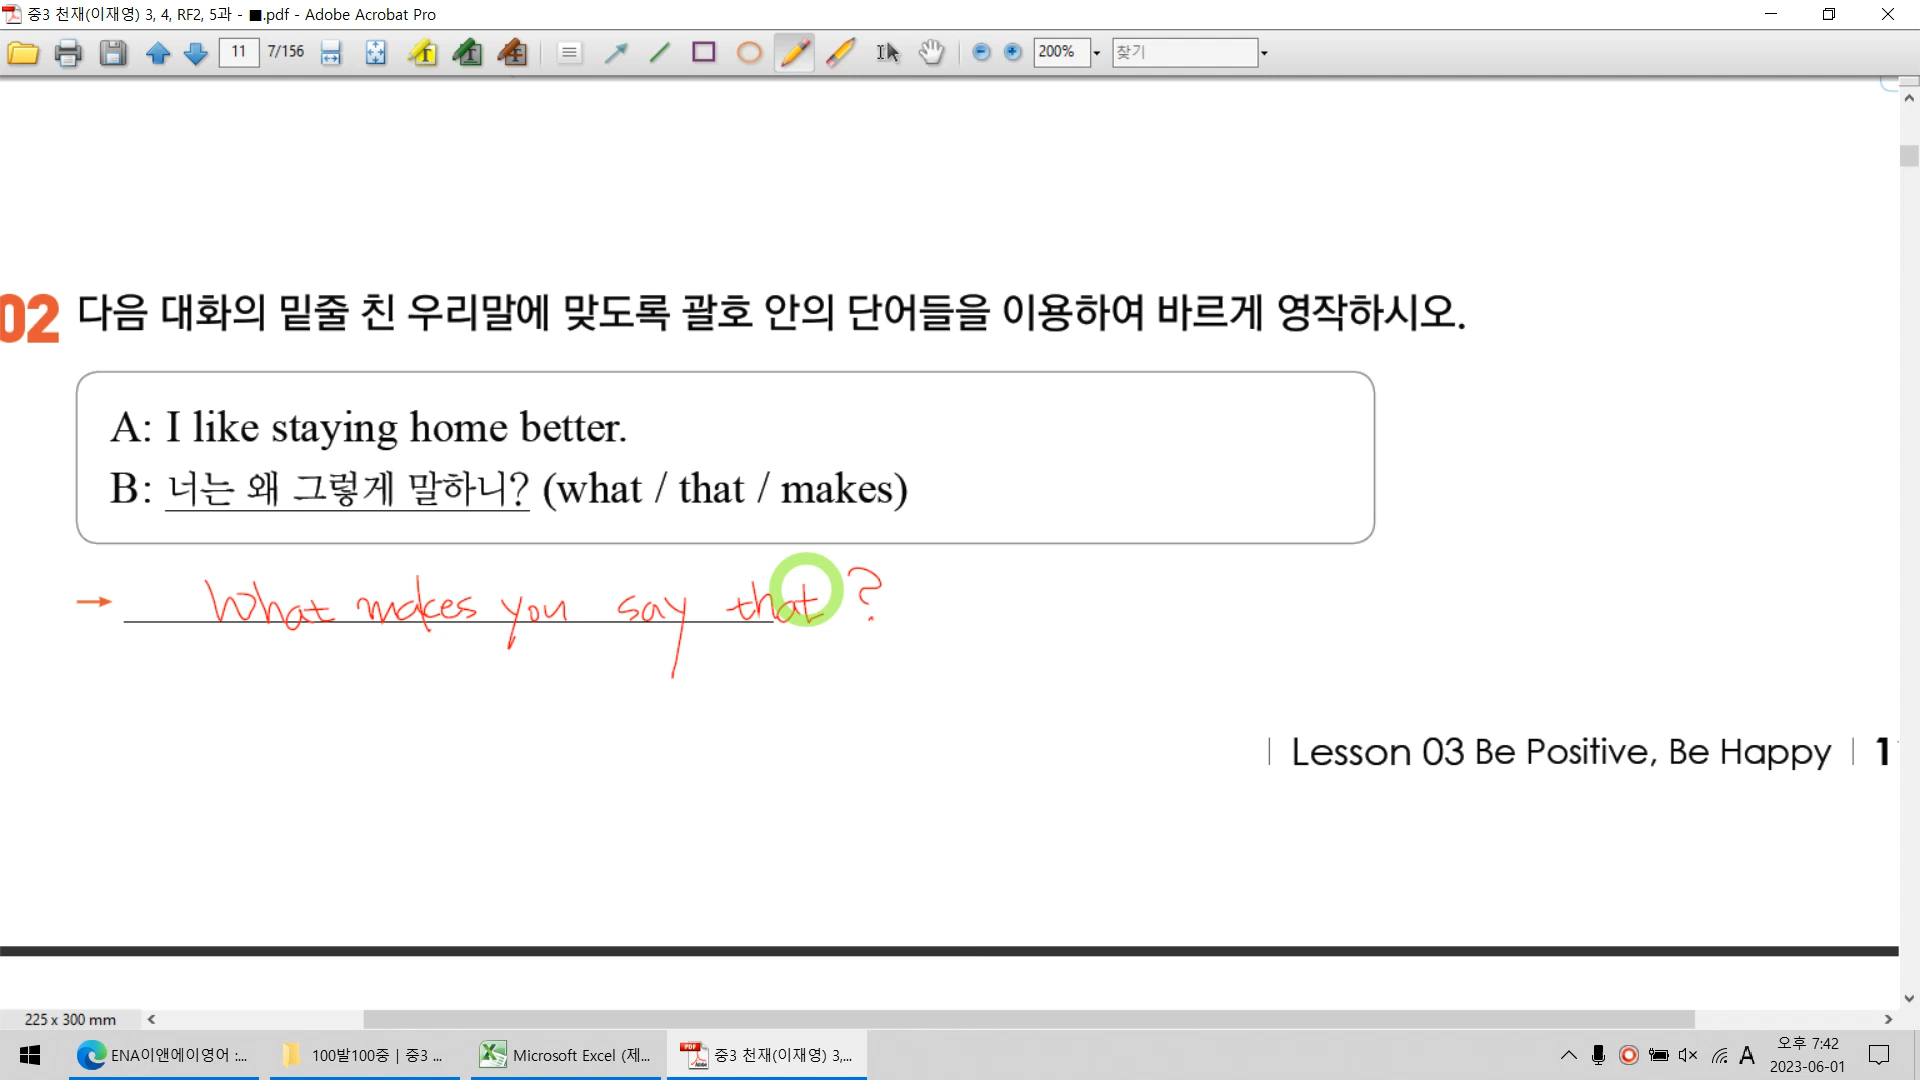 중3 천재(이재영) 3, 4, RF2, 5과 - ■.pdf - Adobe Acrobat Pro
11 7/156 200% 찾기
02 다음 대화의 밑줄 친 우리말에 맞도록 괄호 안의 단어들을 이용하여 바르게 영작하시오.
A: I like staying home better.
B: 너는 왜 그렇게 말하니? (what / that / makes)
→ What makes you say that?
Lesson 03 Be Positive, Be Happy 1
225 x 300 mm
ENA이앤에이영어 :... 100발100중 | 중3 ... Microsoft Excel (제... 중3 천재(이재영) 3,... A 오후 7:42
2023-06-01